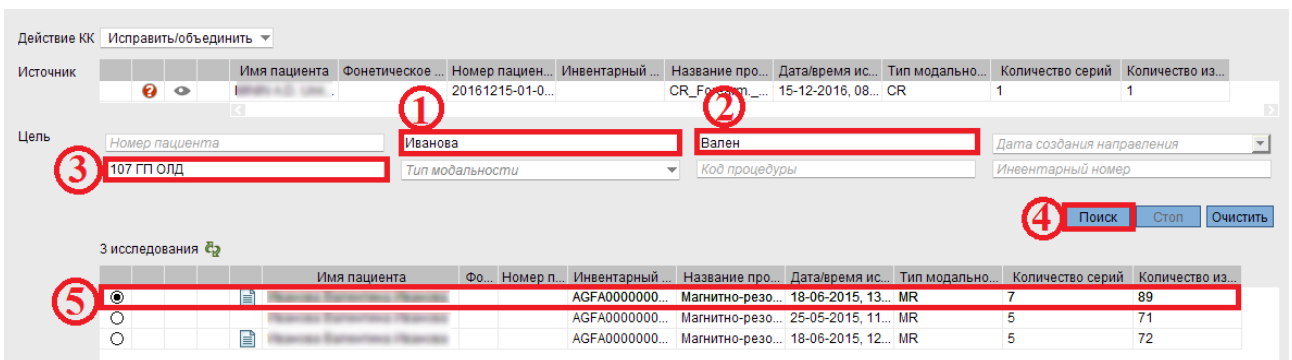 Действие КК Исправить/объединить
Источник Имя пациента Фонетическое ... Номер пациен... Инвентарный ... Название про... Дата/время ис... Тип модально... Количество серий Количество из...
20161215-01-0... CR_Forearm._... 15-12-2016, 08... CR 1 1
1 2
Цель Номер пациента Иванова Вален Дата создания направления
3 107 ГП ОЛД Тип модальности Код процедуры Инвентарный номер
4 Поиск Стоп Очистить
3 исследования
Имя пациента Фо... Номер п... Инвентарный ... Название про... Дата/время ис... Тип модально... Количество серий Количество из...
5 AGFA0000000... Магнитно-резо... 18-06-2015, 13... MR 7 89
AGFA0000000... Магнитно-резо... 25-05-2015, 11... MR 5 71
AGFA0000000... Магнитно-резо... 18-06-2015, 12... MR 5 72